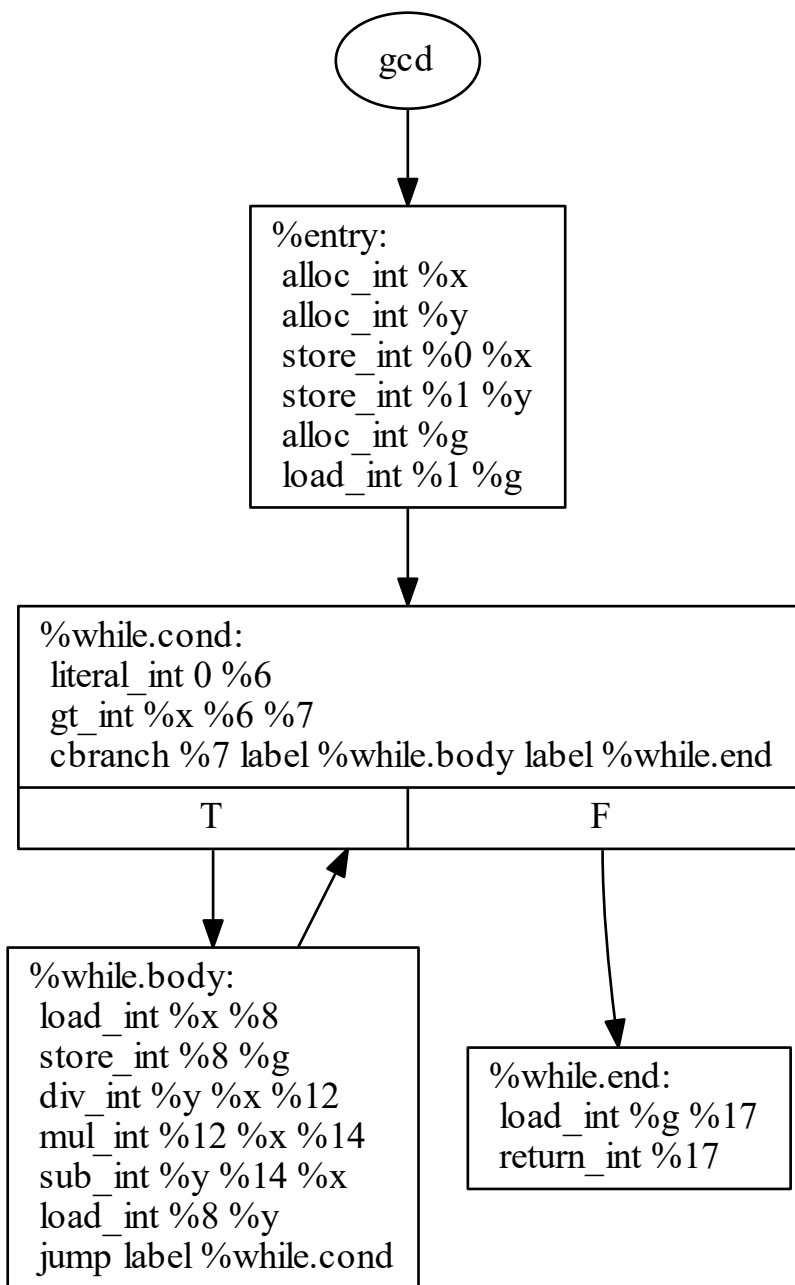 gcd
%entry:
alloc_int %x
alloc_int %y
store_int %0 %x
store_int %1 %y
alloc_int %g
load_int %1 %g
%while.cond:
literal_int 0 %6
gt_int %x %6 %7
cbranch %7 label %while.body label %while.end
T
F
%while.body:
load_int %x %8
store_int %8 %g
div_int %y %x %12
mul_int %12 %x %14
sub_int %y %14 %x
load_int %8 %y
jump label %while.cond
%while.end:
load_int %g %17
return_int %17